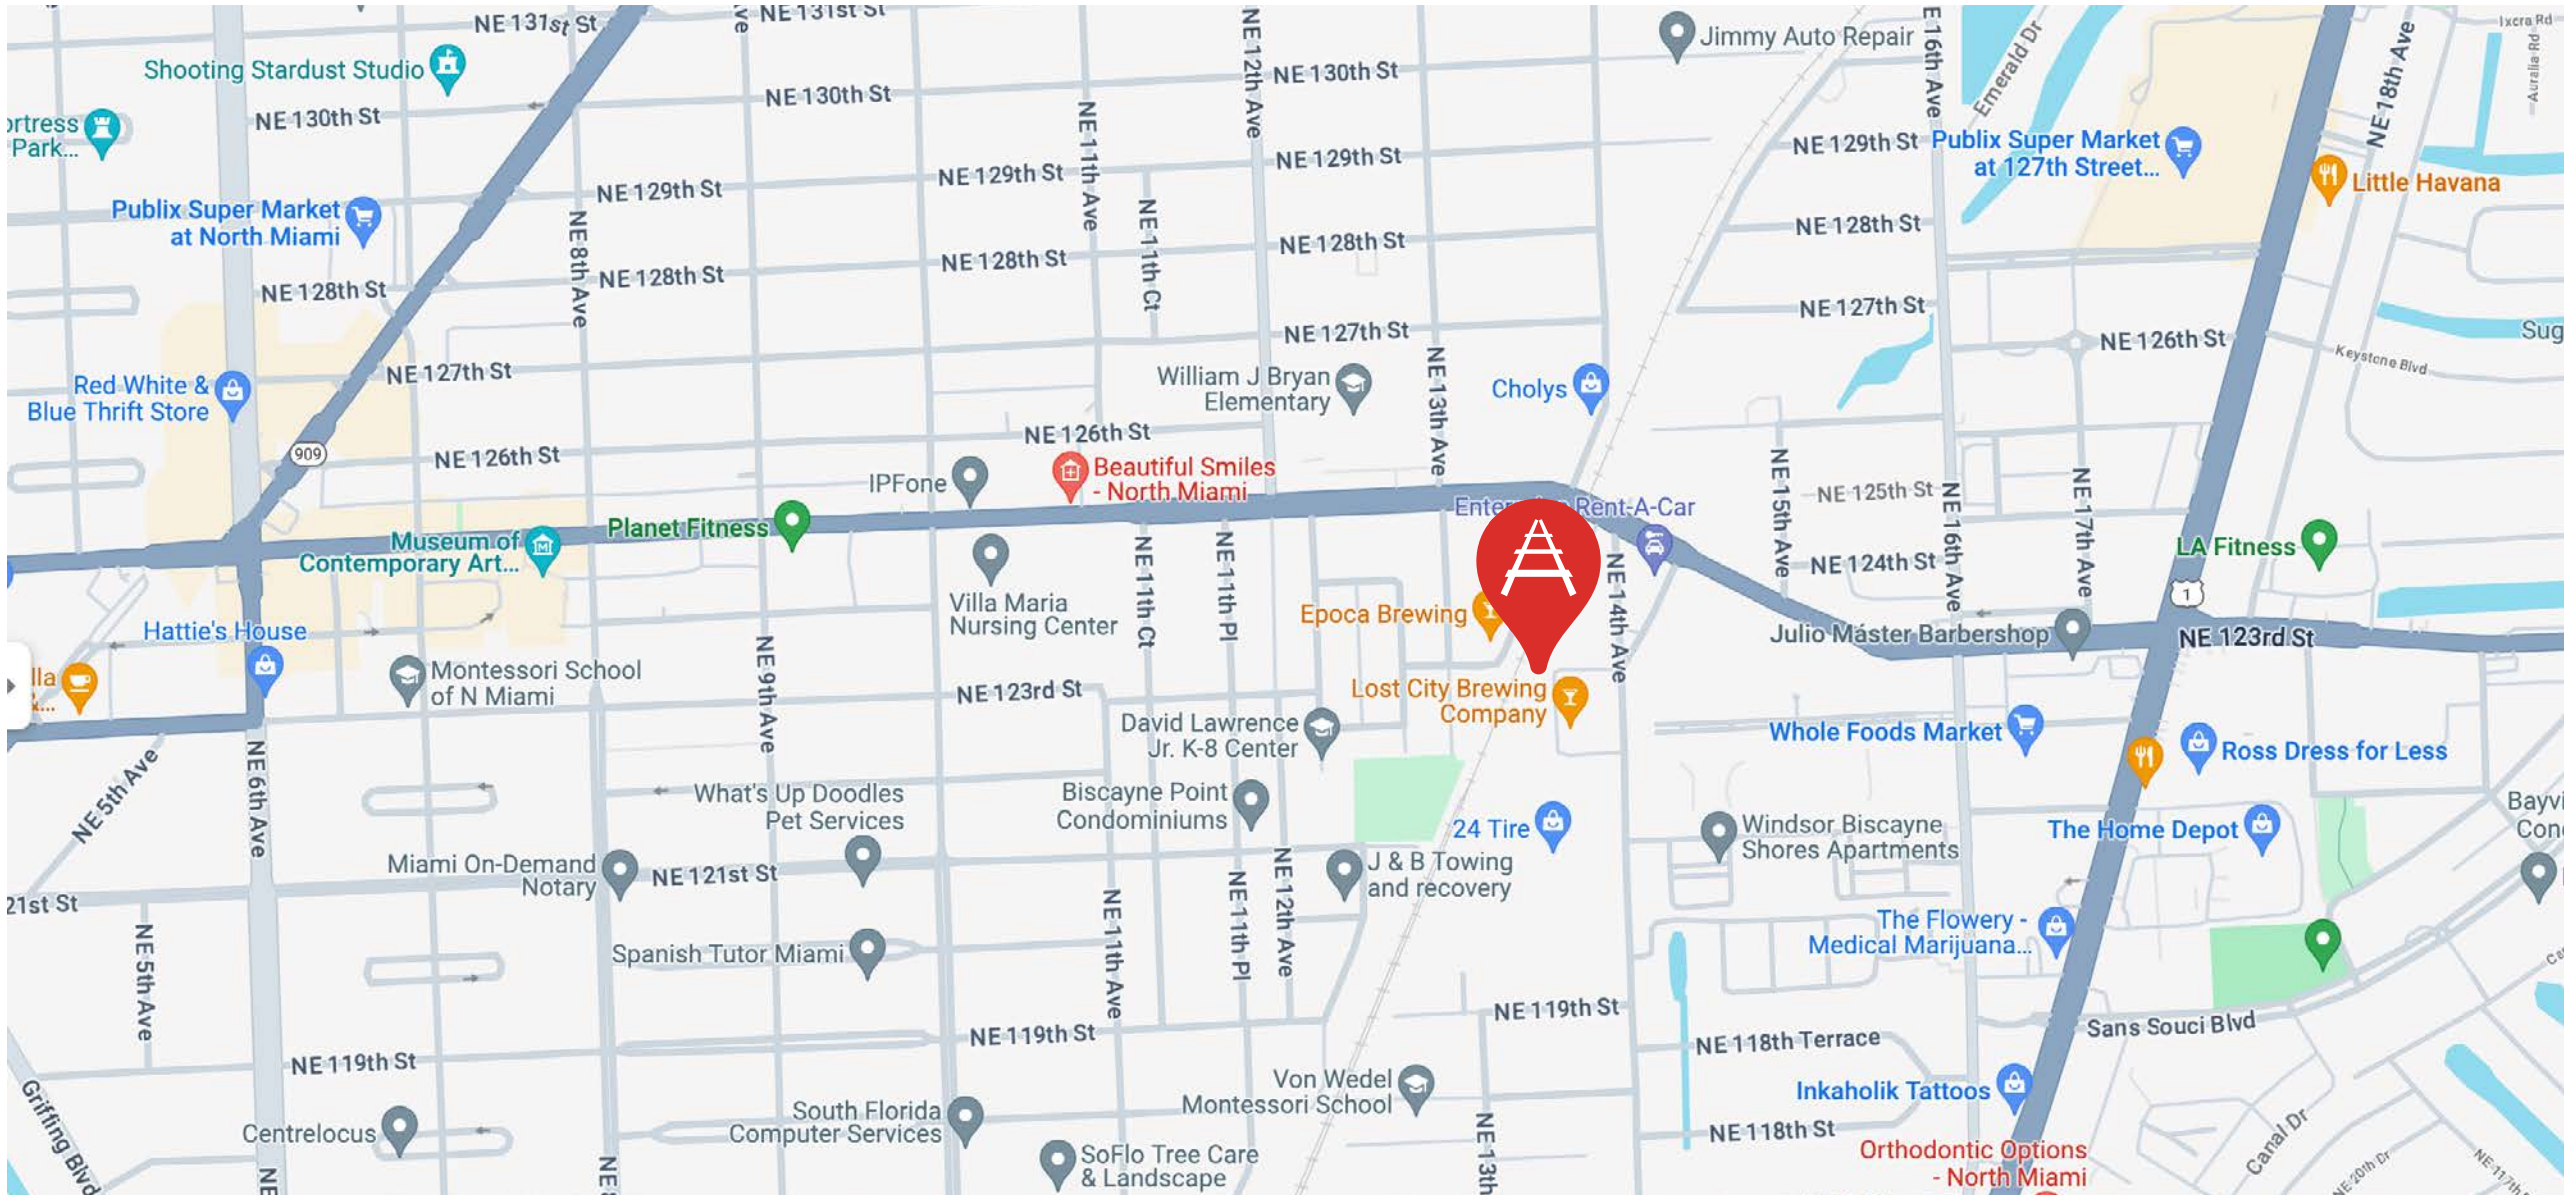 NE 131st St
NE 131st St
Ixcra Rd
Shooting Stardust Studio
NE 12th Ave
Jimmy Auto Repair
E 16th Ave
Emerald Dr
NE 18th Ave
NE 130th St
NE 130th St
NE 130th St
ortress
Park...
NE 11th Ave
NE 129th St
NE 129th St
NE 129th St
NE 129th St
Publix Super Market
at 127th Street...
Little Havana
Publix Super Market
at North Miami
NE 8th Ave
NE 11th Ct
NE 128th St
NE 128th St
NE 128th St
NE 128th St
NE 128th St
NE 127th St
NE 127th St
NE 127th St
NE 126th St
Keystone Blvd
Sug
Red White &
Blue Thrift Store
William J Bryan
Elementary
NE 13th Ave
Cholys
909
NE 126th St
NE 126th St
IPFone
Beautiful Smiles
- North Miami
Rent-A-Car
NE 15th Ave
NE 125th St
NE 16th Ave
NE 17th Ave
NE 124th St
LA Fitness
1
Museum of
Contemporary Art...
Planet Fitness
Villa Maria
Nursing Center
NE 11th Ct
NE 11th Pl
Epoca Brewing
NE 14th Ave
Julio Máster Barbershop
NE 123rd St
Hattie's House
lla
Montessori School
of N Miami
NE 9th Ave
NE 123rd St
Lost City Brewing
Company
David Lawrence
Jr. K-8 Center
Whole Foods Market
Ross Dress for Less
NE 5th Ave
NE 6th Ave
What's Up Doodles
Pet Services
Biscayne Point
Condominiums
24 Tire
Windsor Biscayne
Shores Apartments
The Home Depot
Bayvi
Con
Miami On-Demand
Notary
NE 121st St
J & B Towing
and recovery
21st St
NE 5th Ave
Spanish Tutor Miami
NE 11th Ave
NE 11th Pl
NE 12th Ave
The Flowery -
Medical Marijuana...
NE 119th St
NE 119th St
NE 119th St
NE 118th Terrace
Sans Souci Blvd
Griffing Blvd
Centrelocus
South Florida
Computer Services
Von Wedel
Montessori School
Inkaholik Tattoos
NE 13th
NE 118th St
SoFlo Tree Care
& Landscape
Orthodontic Options
- North Miami
Canal Dr
NE 20th Dr
NE
NE